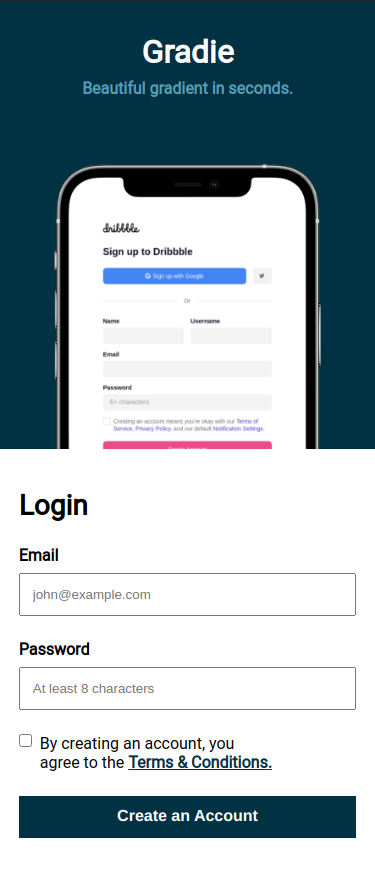 Gradie
Beautiful gradient in seconds.
dribbble
Sign up to Dribbble
G Sign up with Google
Or
Name Username
Email
Password
6+ characters
Creating an account means you're okay with our Terms of
Service, Privacy Policy, and our default Notification Settings.
Create Account
Login
Email
john@example.com
Password
At least 8 characters
By creating an account, you
agree to the Terms & Conditions.
Create an Account